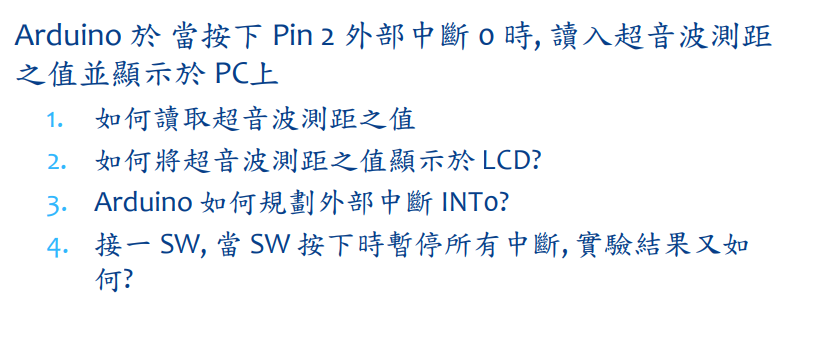 Arduino 於 當按下 Pin 2 外部中斷 0 時, 讀入超音波測距
之值並顯示於 PC上
1. 如何讀取超音波測距之值
2. 如何將超音波測距之值顯示於 LCD?
3. Arduino 如何規劃外部中斷 INT0?
4. 接一 SW, 當 SW 按下時暫停所有中斷, 實驗結果又如
何?